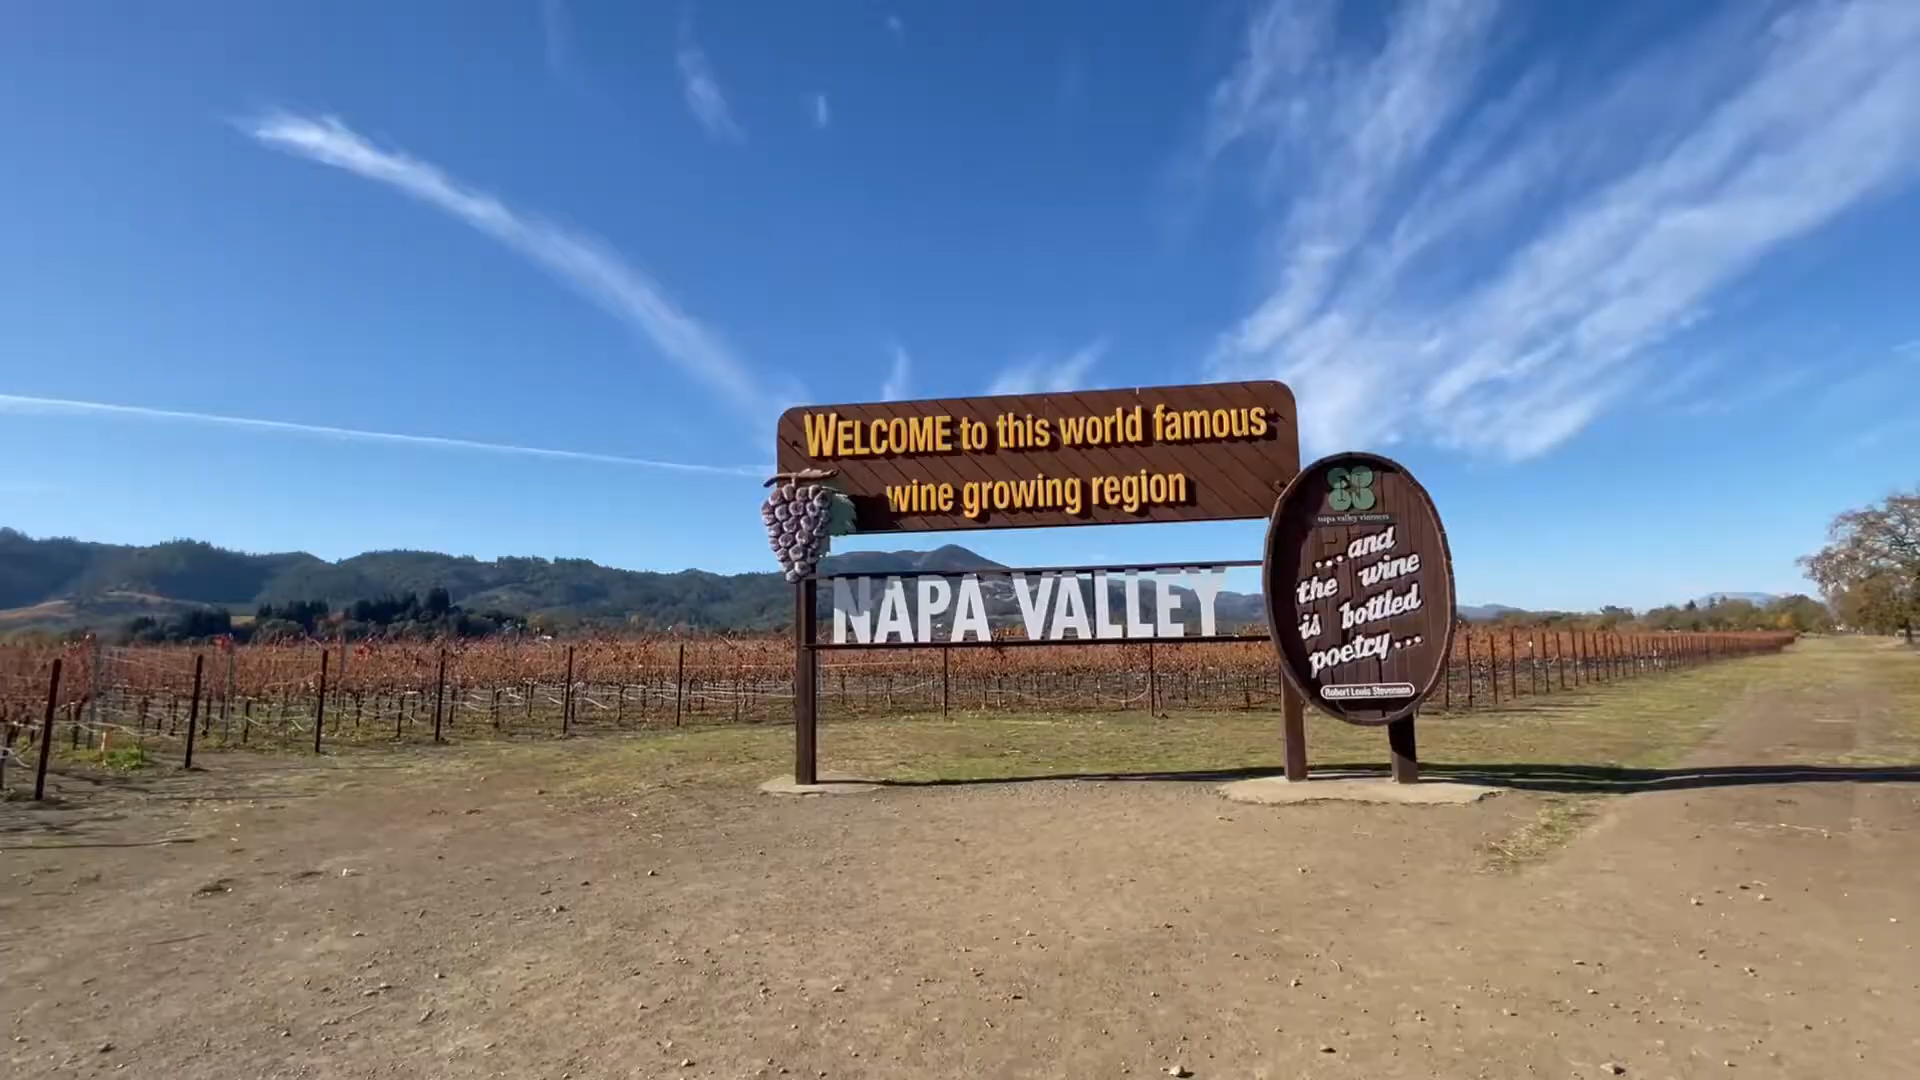 WELCOME to this world famous
wine growing region
NAPA VALLEY
napa valley vintners
...and
the wine
is bottled
poetry...
Robert Louis Stevenson